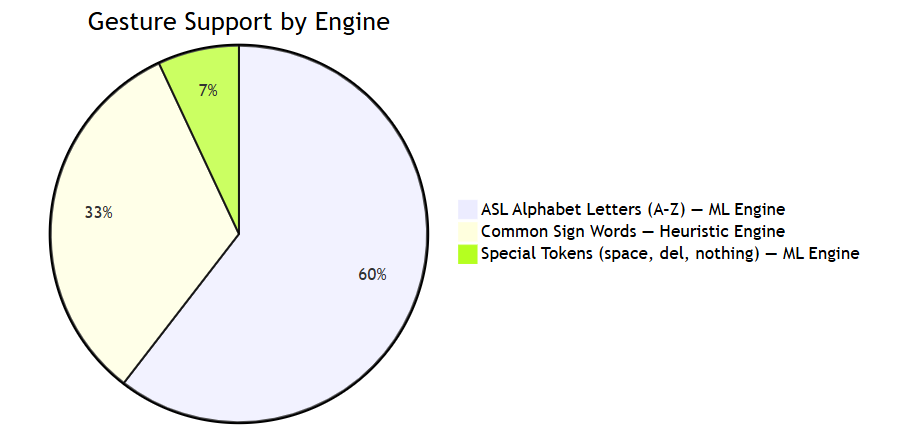 Gesture Support by Engine
7%
33%
60%
ASL Alphabet Letters (A-Z) — ML Engine
Common Sign Words — Heuristic Engine
Special Tokens (space, del, nothing) — ML Engine